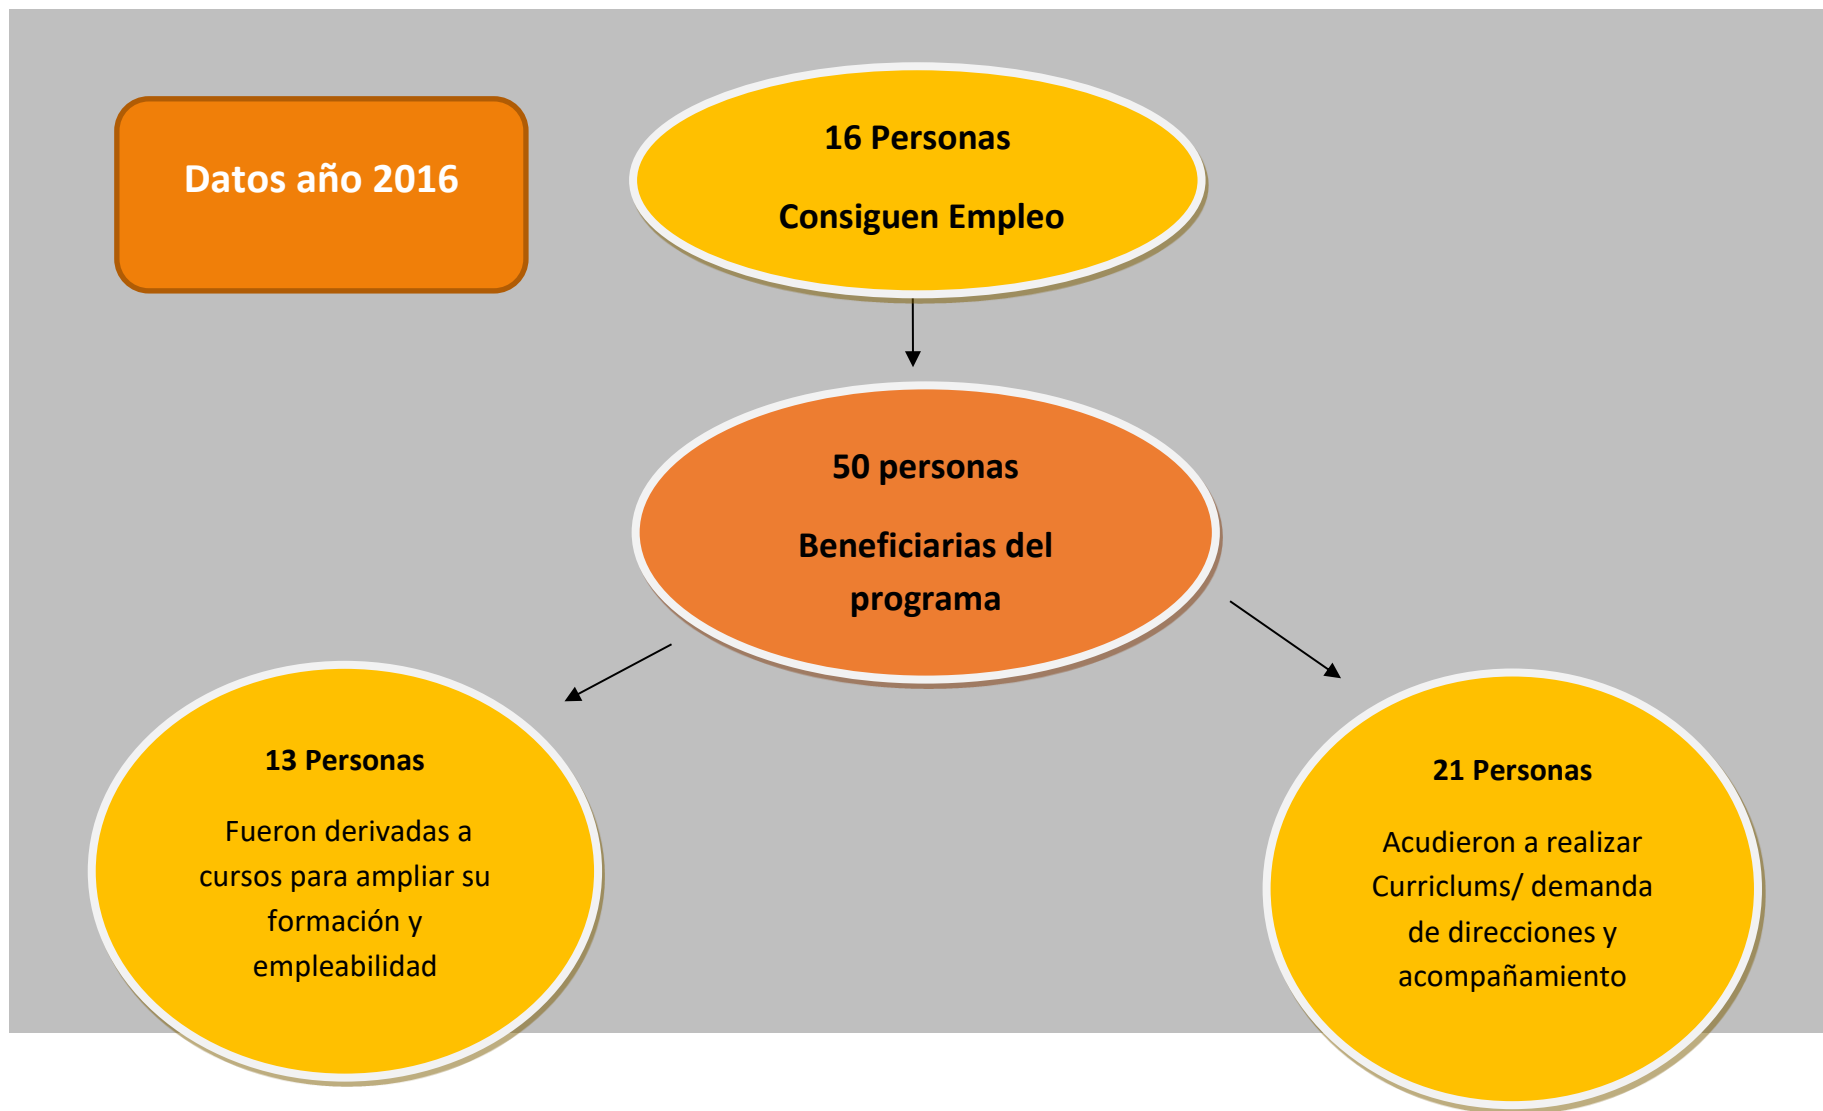 Datos año 2016
16 Personas
Consiguen Empleo
50 personas
Beneficiarias del
programa
13 Personas
Fueron derivadas a
cursos para ampliar su
formación y
empleabilidad
21 Personas
Acudieron a realizar
Curriclums/ demanda
de direcciones y
acompañamiento